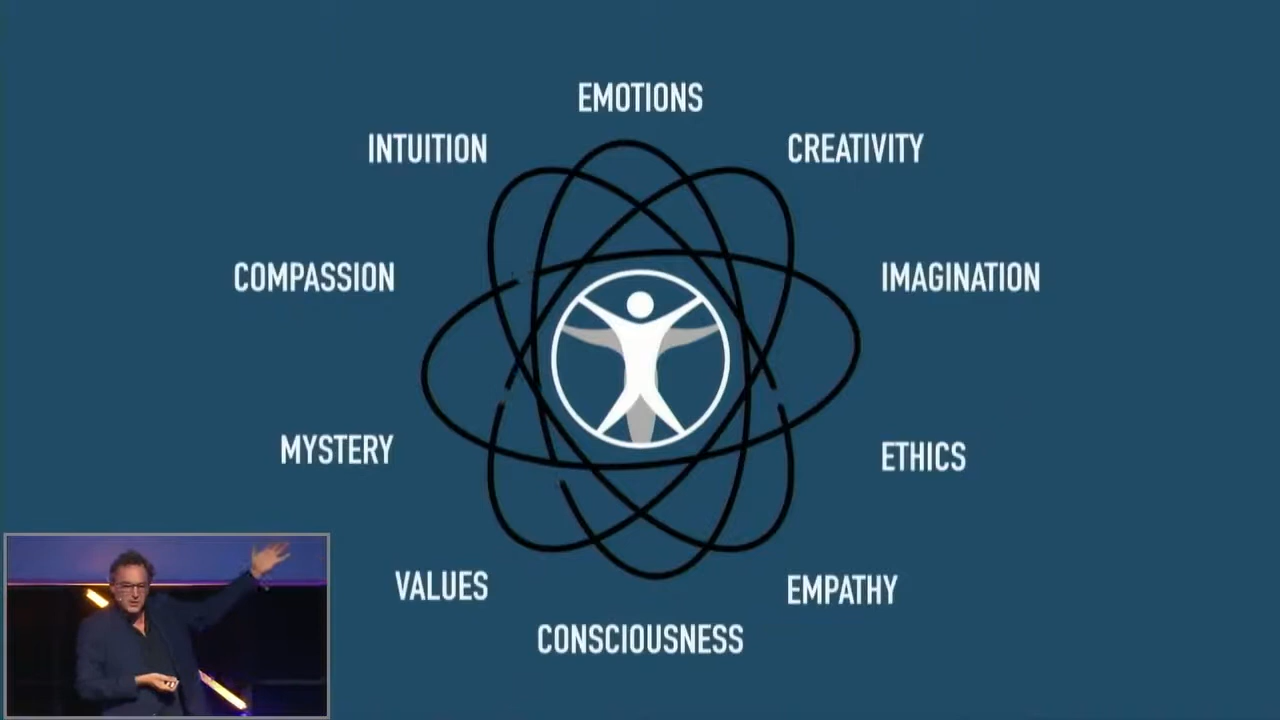 EMOTIONS
INTUITION
CREATIVITY
COMPASSION
IMAGINATION
MYSTERY
ETHICS
VALUES
EMPATHY
CONSCIOUSNESS